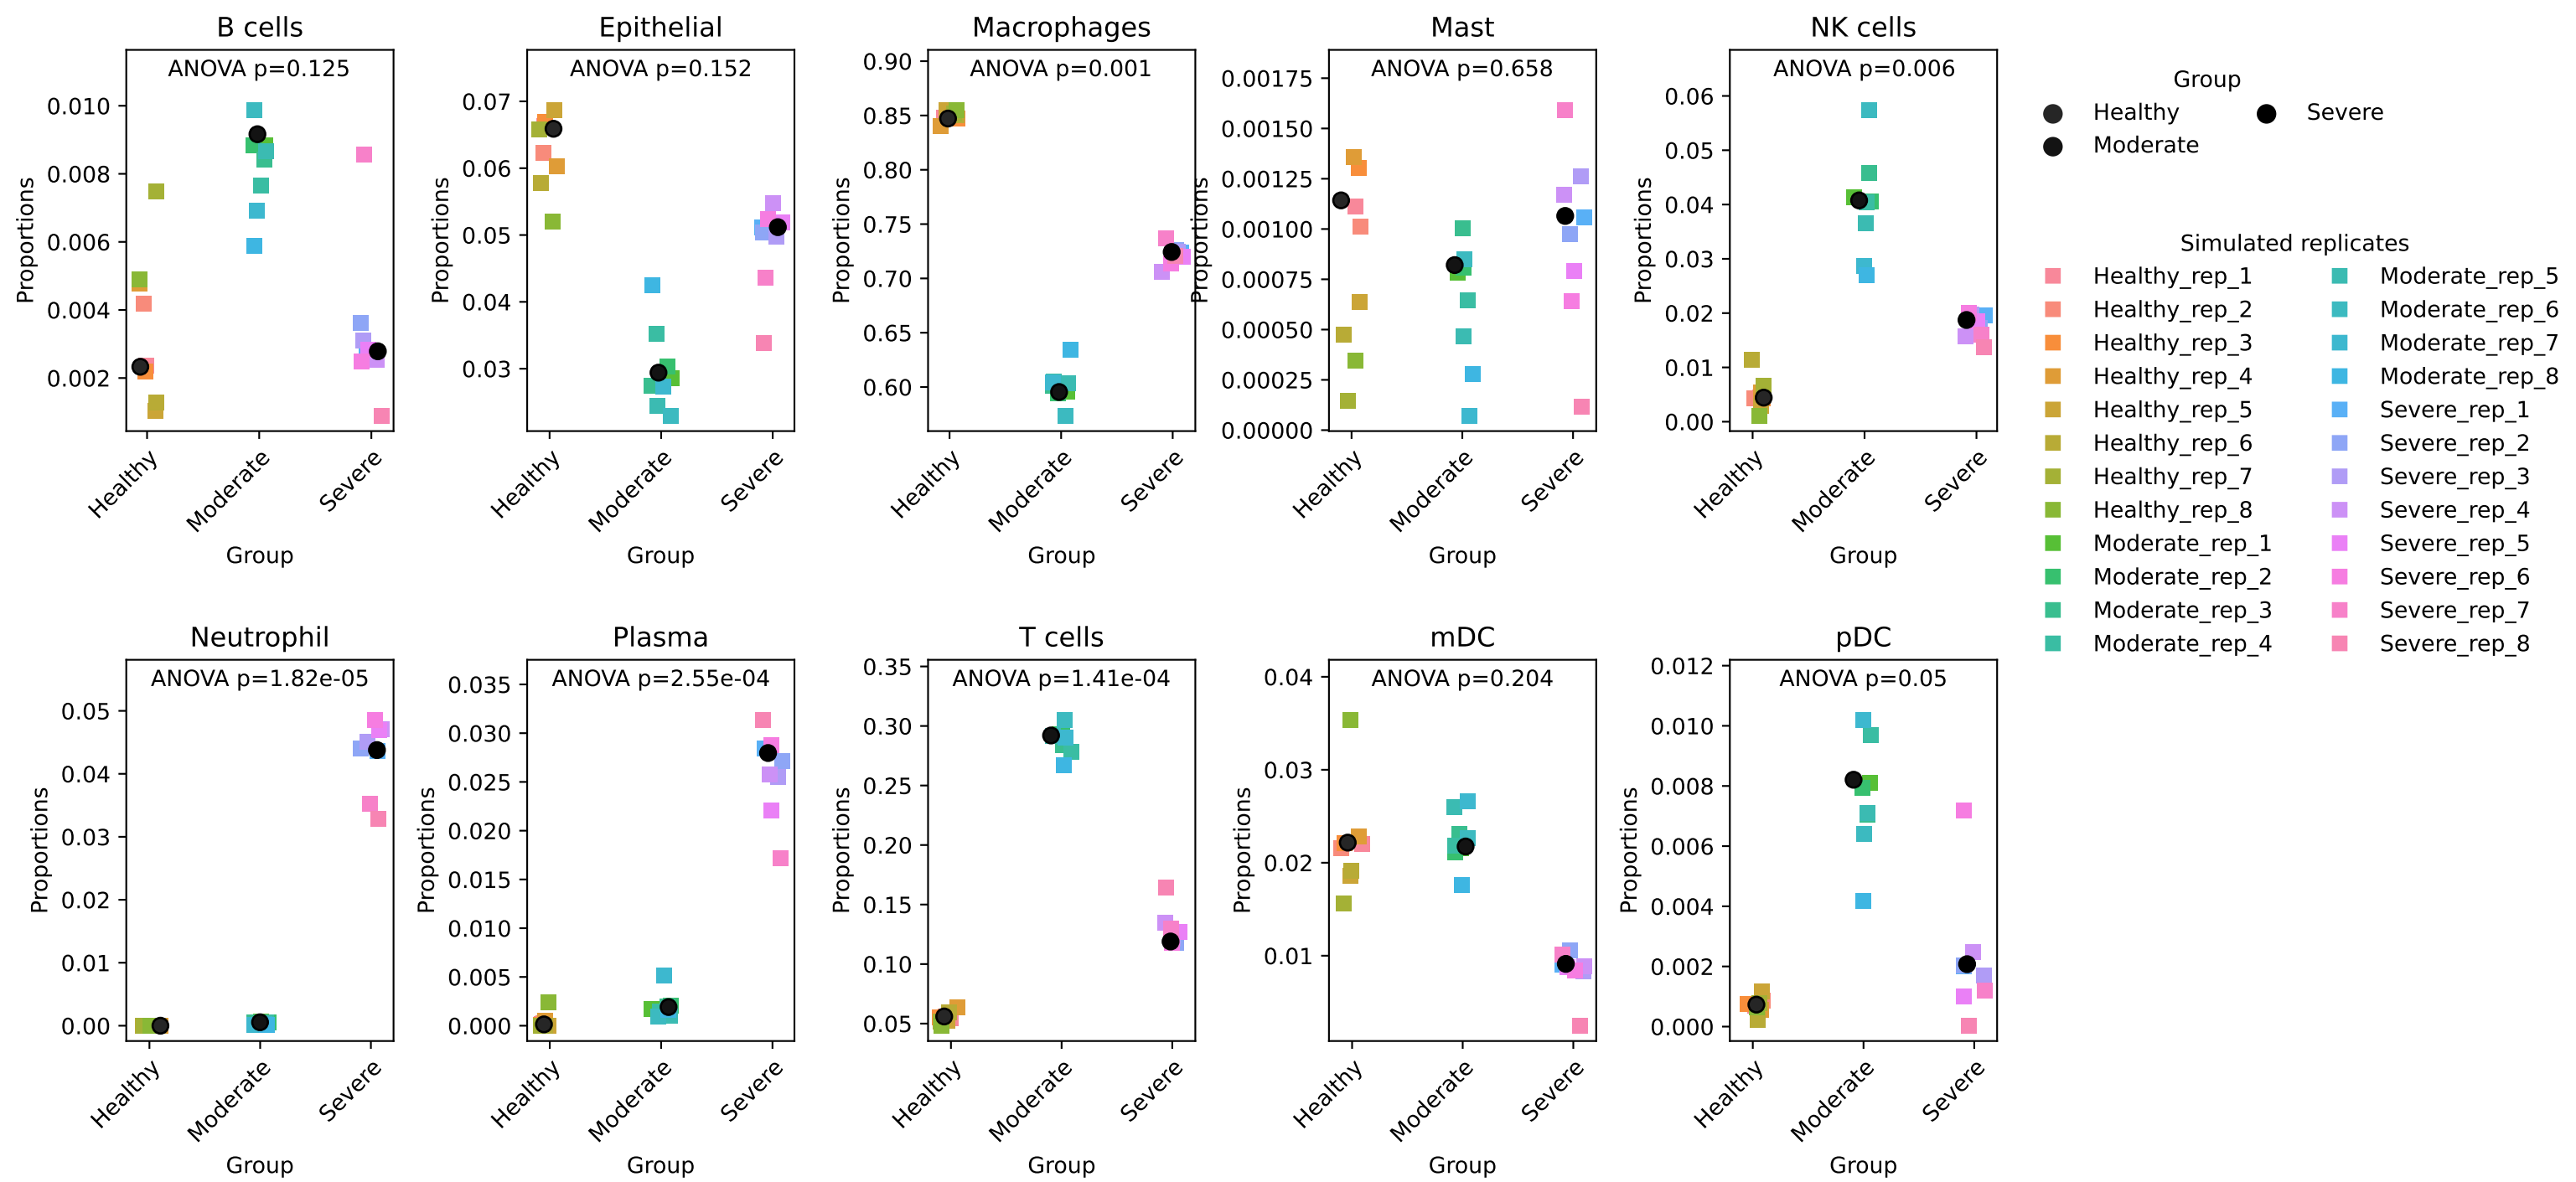 B cells
ANOVA p=0.125
Proportions
0.010
0.008
0.006
0.004
0.002
Healthy
Moderate
Severe
Group
Epithelial
ANOVA p=0.152
Proportions
0.07
0.06
0.05
0.04
0.03
Healthy
Moderate
Severe
Group
Macrophages
ANOVA p=0.001
Proportions
0.90
0.85
0.80
0.75
0.70
0.65
0.60
Healthy
Moderate
Severe
Group
Mast
ANOVA p=0.658
Proportions
0.00175
0.00150
0.00125
0.00100
0.00075
0.00050
0.00025
0.00000
Healthy
Moderate
Severe
Group
NK cells
ANOVA p=0.006
Proportions
0.06
0.05
0.04
0.03
0.02
0.01
0.00
Healthy
Moderate
Severe
Group
Group
Healthy
Moderate
Severe
Simulated replicates
Healthy_rep_1
Healthy_rep_2
Healthy_rep_3
Healthy_rep_4
Healthy_rep_5
Healthy_rep_6
Healthy_rep_7
Healthy_rep_8
Moderate_rep_1
Moderate_rep_2
Moderate_rep_3
Moderate_rep_4
Moderate_rep_5
Moderate_rep_6
Moderate_rep_7
Moderate_rep_8
Severe_rep_1
Severe_rep_2
Severe_rep_3
Severe_rep_4
Severe_rep_5
Severe_rep_6
Severe_rep_7
Severe_rep_8
Neutrophil
ANOVA p=1.82e-05
Proportions
0.05
0.04
0.03
0.02
0.01
0.00
Healthy
Moderate
Severe
Group
Plasma
ANOVA p=2.55e-04
Proportions
0.035
0.030
0.025
0.020
0.015
0.010
0.005
0.000
Healthy
Moderate
Severe
Group
T cells
ANOVA p=1.41e-04
Proportions
0.35
0.30
0.25
0.20
0.15
0.10
0.05
Healthy
Moderate
Severe
Group
mDC
ANOVA p=0.204
Proportions
0.04
0.03
0.02
0.01
Healthy
Moderate
Severe
Group
pDC
ANOVA p=0.05
Proportions
0.012
0.010
0.008
0.006
0.004
0.002
0.000
Healthy
Moderate
Severe
Group